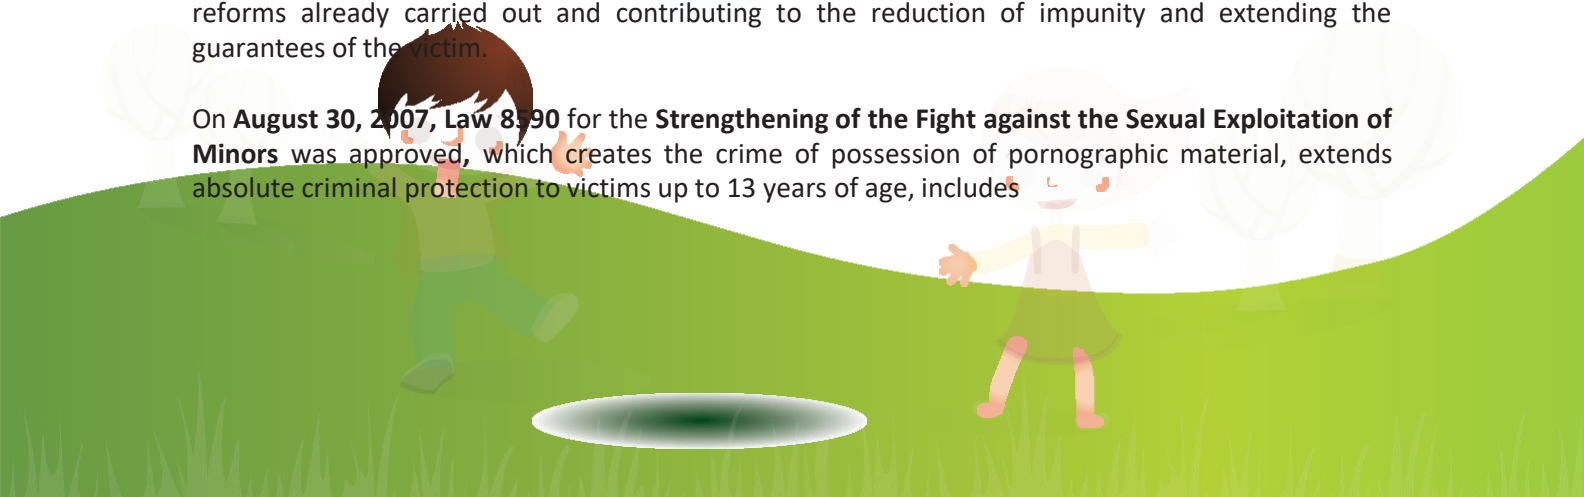 reforms already carried out and contributing to the reduction of impunity and extending the
guarantees of the victim.
On August 30, 2007, Law 8590 for the Strengthening of the Fight against the Sexual Exploitation of
Minors was approved, which creates the crime of possession of pornographic material, extends
absolute criminal protection to victims up to 13 years of age, includes